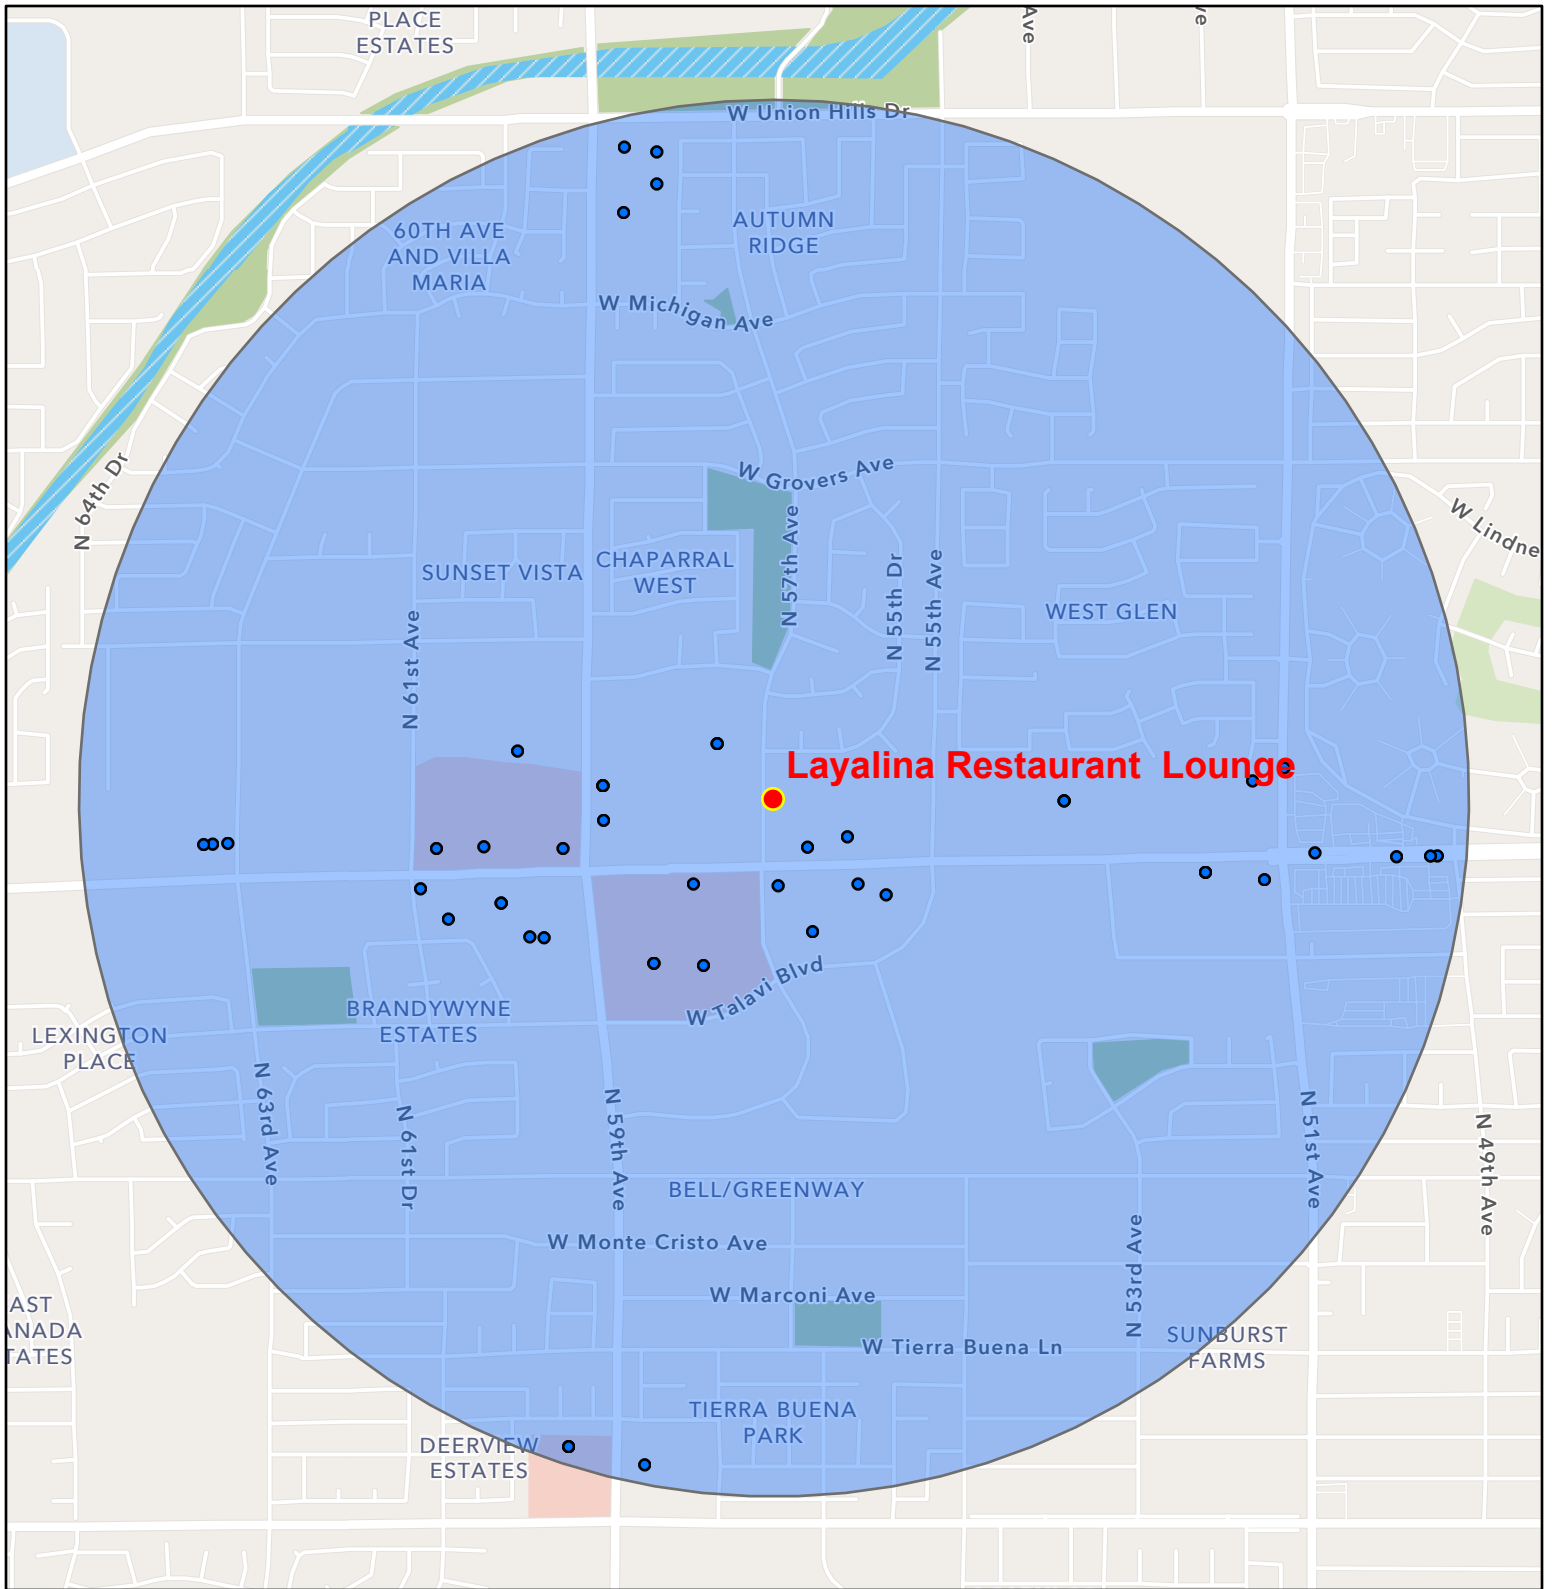 PLACE
ESTATES
Ave
ve
W Union Hills Dr
60TH AVE
AND VILLA
MARIA
AUTUMN
RIDGE
W Michigan Ave
N 64th Dr
W Grovers Ave
W Lindne
SUNSET VISTA
CHAPARRAL
WEST
N 57th Ave
N 55th Dr
N 55th Ave
WEST GLEN
N 61st Ave
Layalina Restaurant Lounge
W Talavi Blvd
BRANDYWYNE
ESTATES
LEXINGTON
PLACE
N 63rd Ave
N 61st Dr
N 59th Ave
N 51st Ave
N 49th Ave
BELL/GREENWAY
W Monte Cristo Ave
N 53rd Ave
W Marconi Ave
AST
ANADA
TATES
SUNBURST
FARMS
W Tierra Buena Ln
TIERRA BUENA
PARK
DEERVIEW
ESTATES